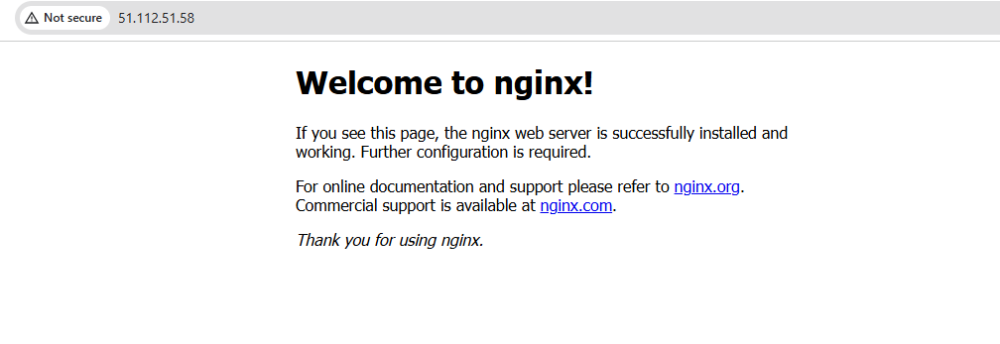 Not secure 51.112.51.58
Welcome to nginx!
If you see this page, the nginx web server is successfully installed and
working. Further configuration is required.
For online documentation and support please refer to nginx.org.
Commercial support is available at nginx.com.
Thank you for using nginx.